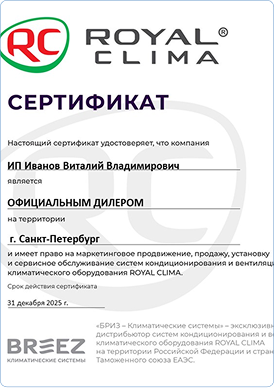 RC ROYAL®
CLIMA
СЕРТИФИКАТ
Настоящий сертификат удостоверяет, что компания
ИП Иванов Виталий Владимирович
является
ОФИЦИАЛЬНЫМ ДИЛЕРОМ
на территории
г. Санкт-Петербург
и имеет право на маркетинговое продвижение, продажу, установку
и сервисное обслуживание систем кондиционирования и вентиляц
климатического оборудования ROYAL CLIMA.
Срок действия сертификата
31 декабря 2025 г.
«БРИЗ – Климатические системы» – эксклюзивн
дистрибьютор систем кондиционирования и вент
климатического оборудования ROYAL CLIMA
на территории Российской Федерации и стран
Таможенного союза ЕАЭС.
BREEZ
КЛИМАТИЧЕСКИЕ СИСТЕМЫ